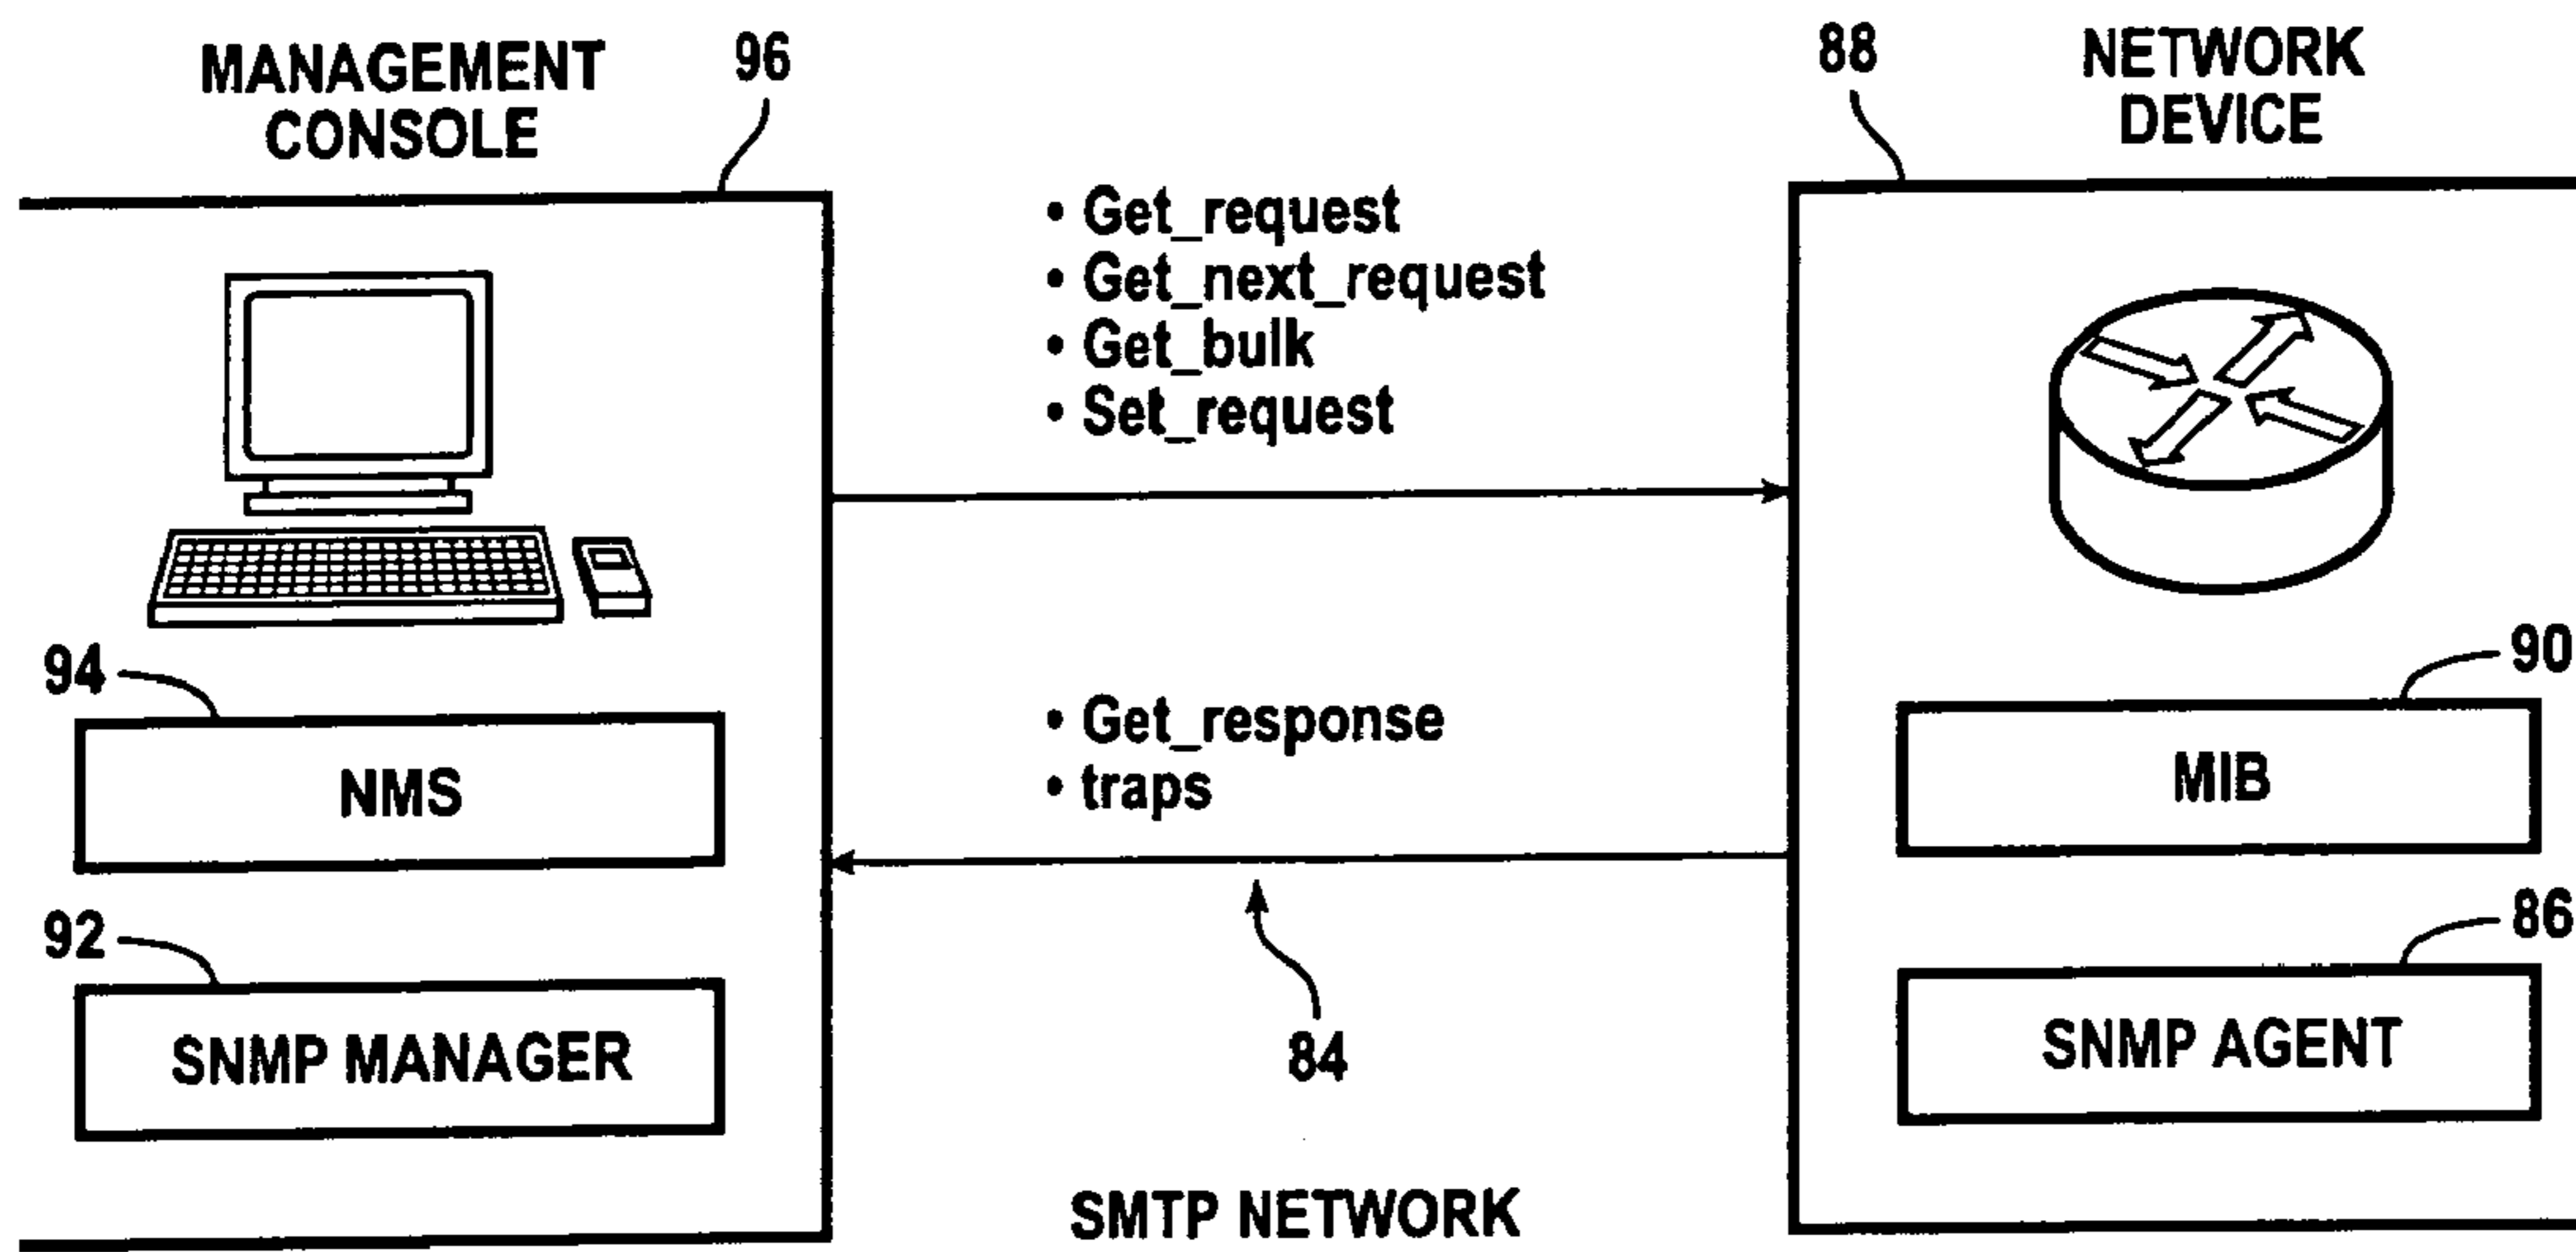 MANAGEMENT
CONSOLE
96
88
NETWORK
DEVICE
• Get_request
• Get_next_request
• Get_bulk
• Set_request
94
NMS
• Get_response
• traps
90
MIB
92
SNMP MANAGER
84
86
SNMP AGENT
SMTP NETWORK